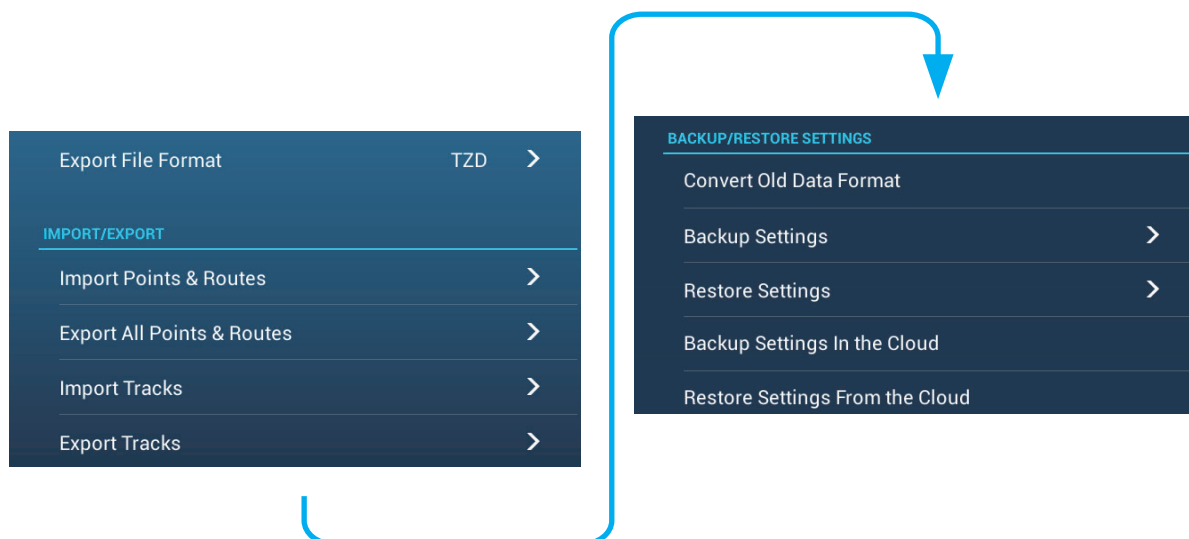 Export File Format TZD
IMPORT/EXPORT
Import Points & Routes
Export All Points & Routes
Import Tracks
Export Tracks
BACKUP/RESTORE SETTINGS
Convert Old Data Format
Backup Settings
Restore Settings
Backup Settings In the Cloud
Restore Settings From the Cloud